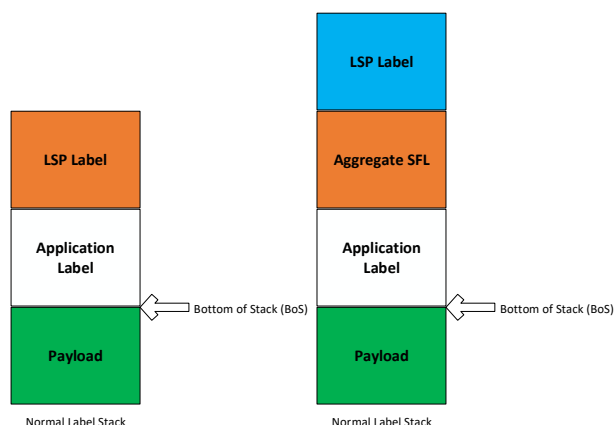 LSP Label
Application
Label
Bottom of Stack (BoS)
Payload
Normal Label Stack
LSP Label
Aggregate SFL
Application
Label
Bottom of Stack (BoS)
Payload
Normal Label Stack